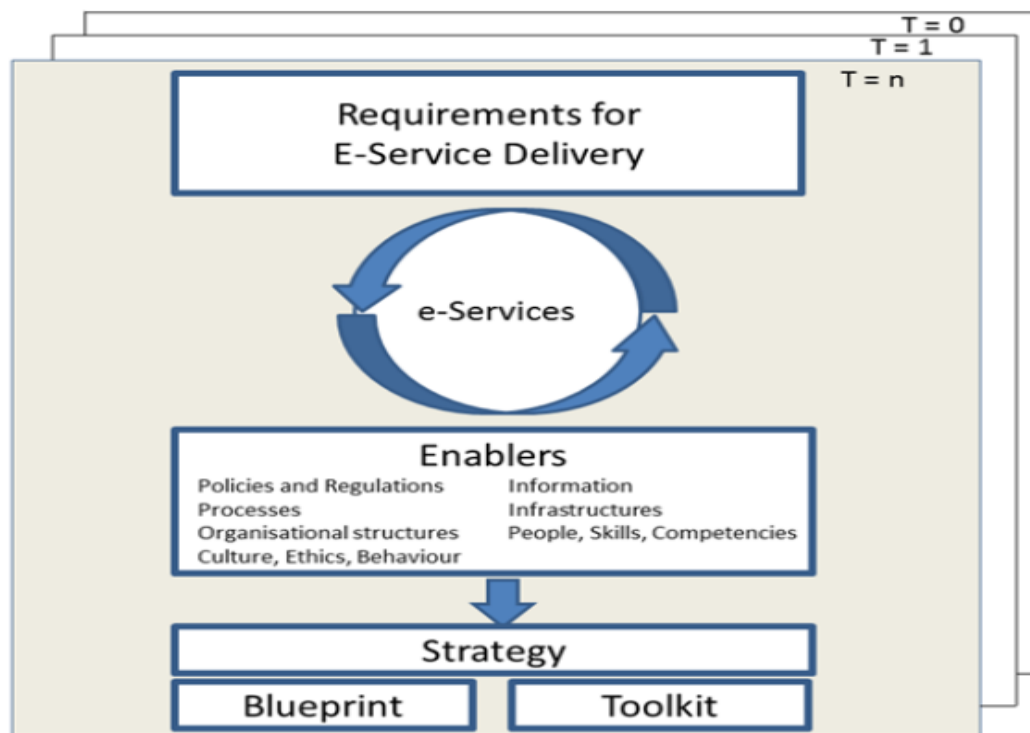 T = 0
T = 1
T = n
Requirements for
E-Service Delivery
e-Services
Enablers
Policies and Regulations
Information
Processes
Infrastructures
Organisational structures
People, Skills, Competencies
Culture, Ethics, Behaviour
Strategy
Blueprint
Toolkit